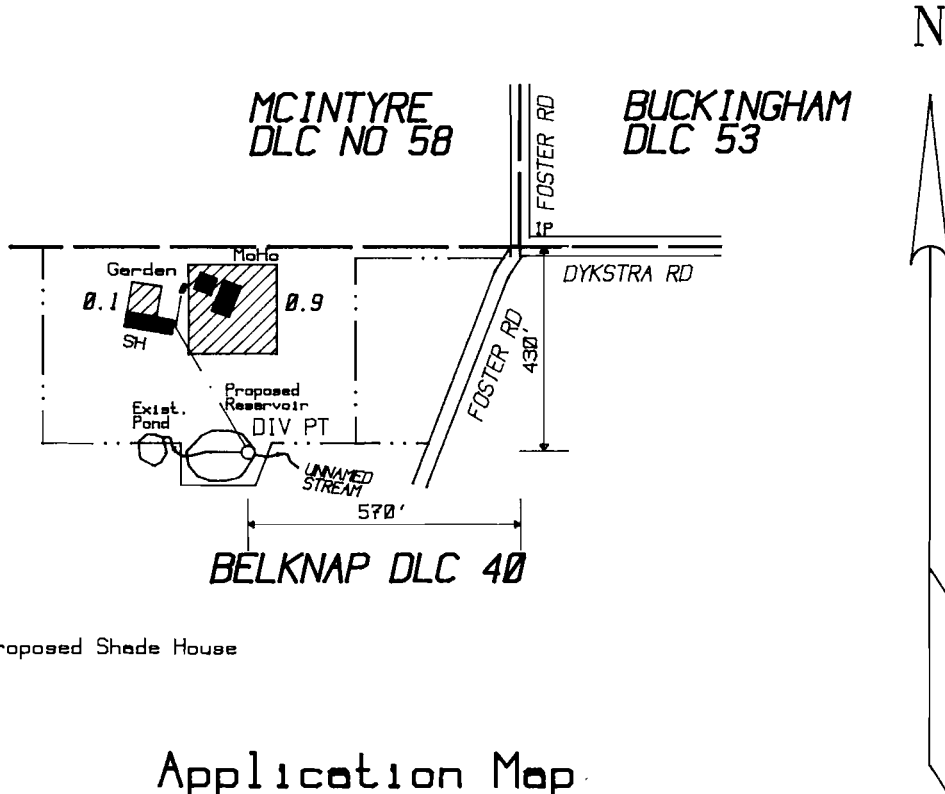 N
MCINTYRE
DLC NO 58
FOSTER RD
BUCKINGHAM
DLC 53
IP
MoHo
DYKSTRA RD
Garden
0.1
0.9
SH
FOSTER RD
430'
Proposed
Reservoir
Exist.
Pond
DIV PT
UNNAMED
STREAM
570'
BELKNAP DLC 40
roposed Shade House
Application Map